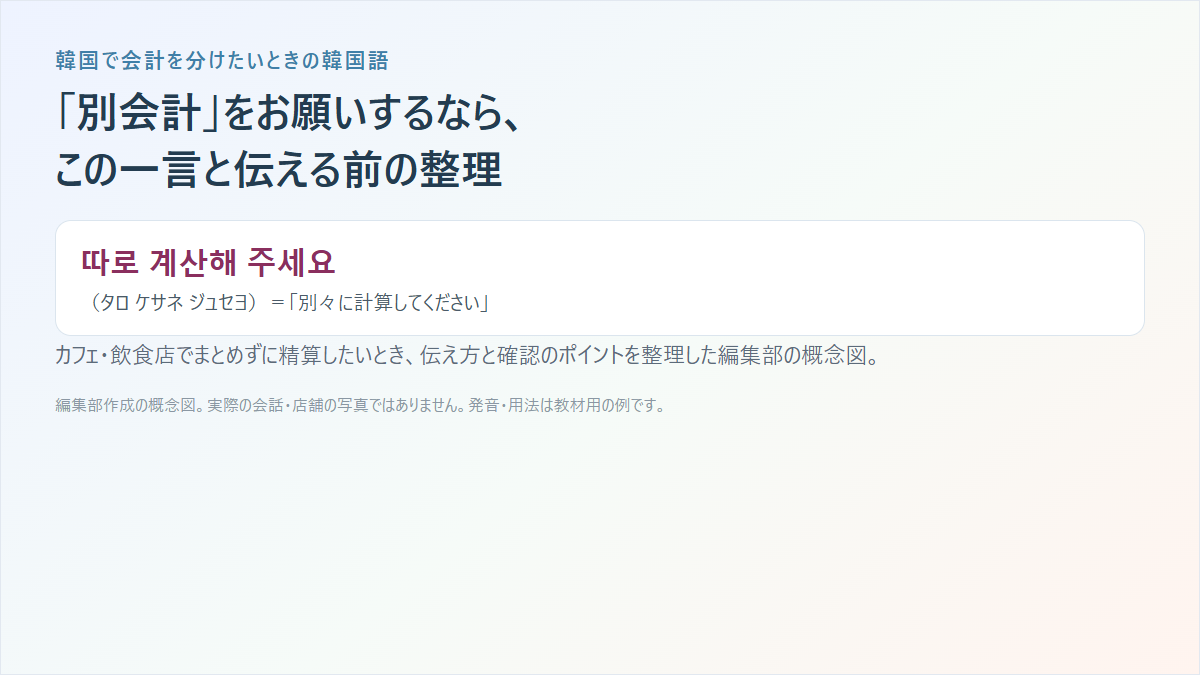 韓国で会計を分けたいときの韓国語
「別会計」をお願いするなら、
この一言と伝える前の整理
따로 계산해 주세요
（タロ ケサネ ジュセヨ）＝「別々に計算してください」
カフェ・飲食店でまとめずに精算したいとき、伝え方と確認のポイントを整理した編集部の概念図。
編集部作成の概念図。実際の会話・店舗の写真ではありません。発音・用法は教材用の例です。